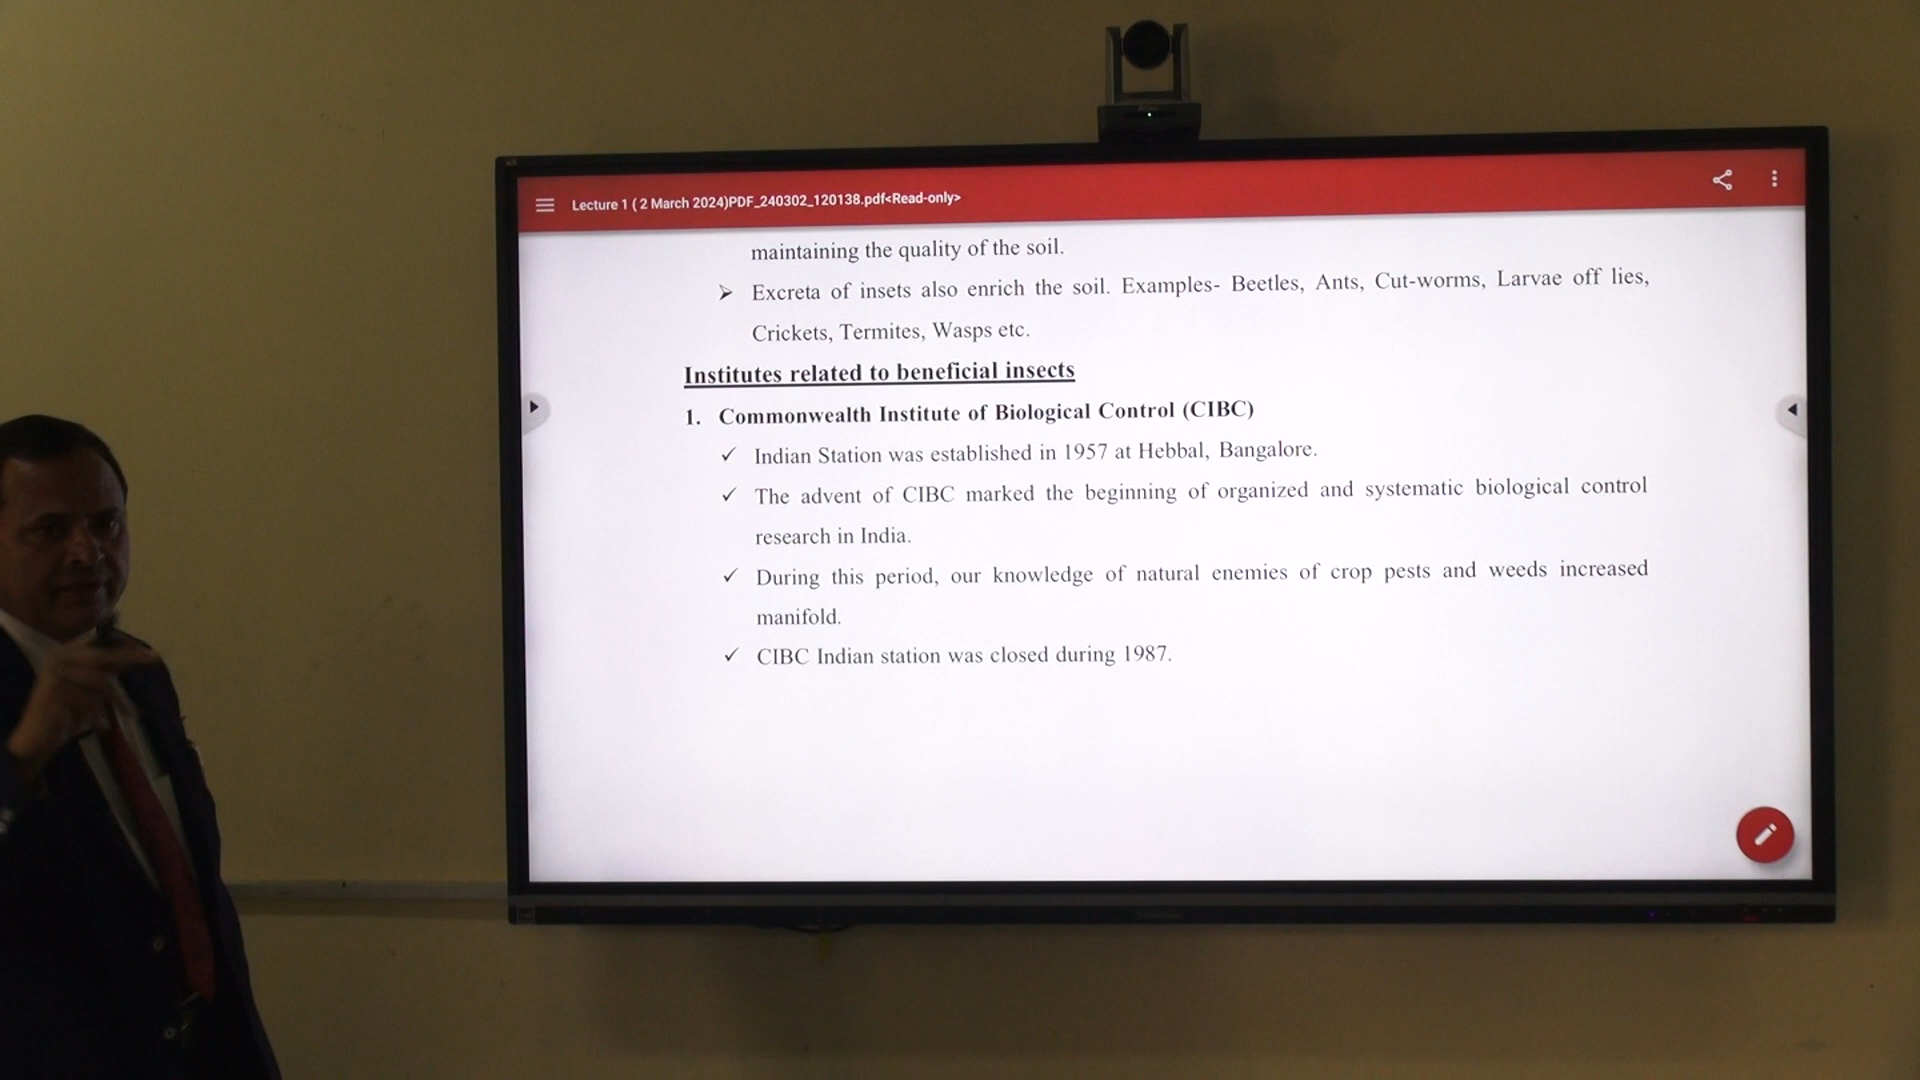 Lecture 1 ( 2 March 2024)PDF_240302_120138.pdf<Read-only>
maintaining the quality of the soil.
➢ Excreta of insets also enrich the soil. Examples- Beetles, Ants, Cut-worms, Larvae off lies,
Crickets, Termites, Wasps etc.
Institutes related to beneficial insects
1. Commonwealth Institute of Biological Control (CIBC)
✓ Indian Station was established in 1957 at Hebbal, Bangalore.
✓ The advent of CIBC marked the beginning of organized and systematic biological control
research in India.
✓ During this period, our knowledge of natural enemies of crop pests and weeds increased
manifold.
✓ CIBC Indian station was closed during 1987.